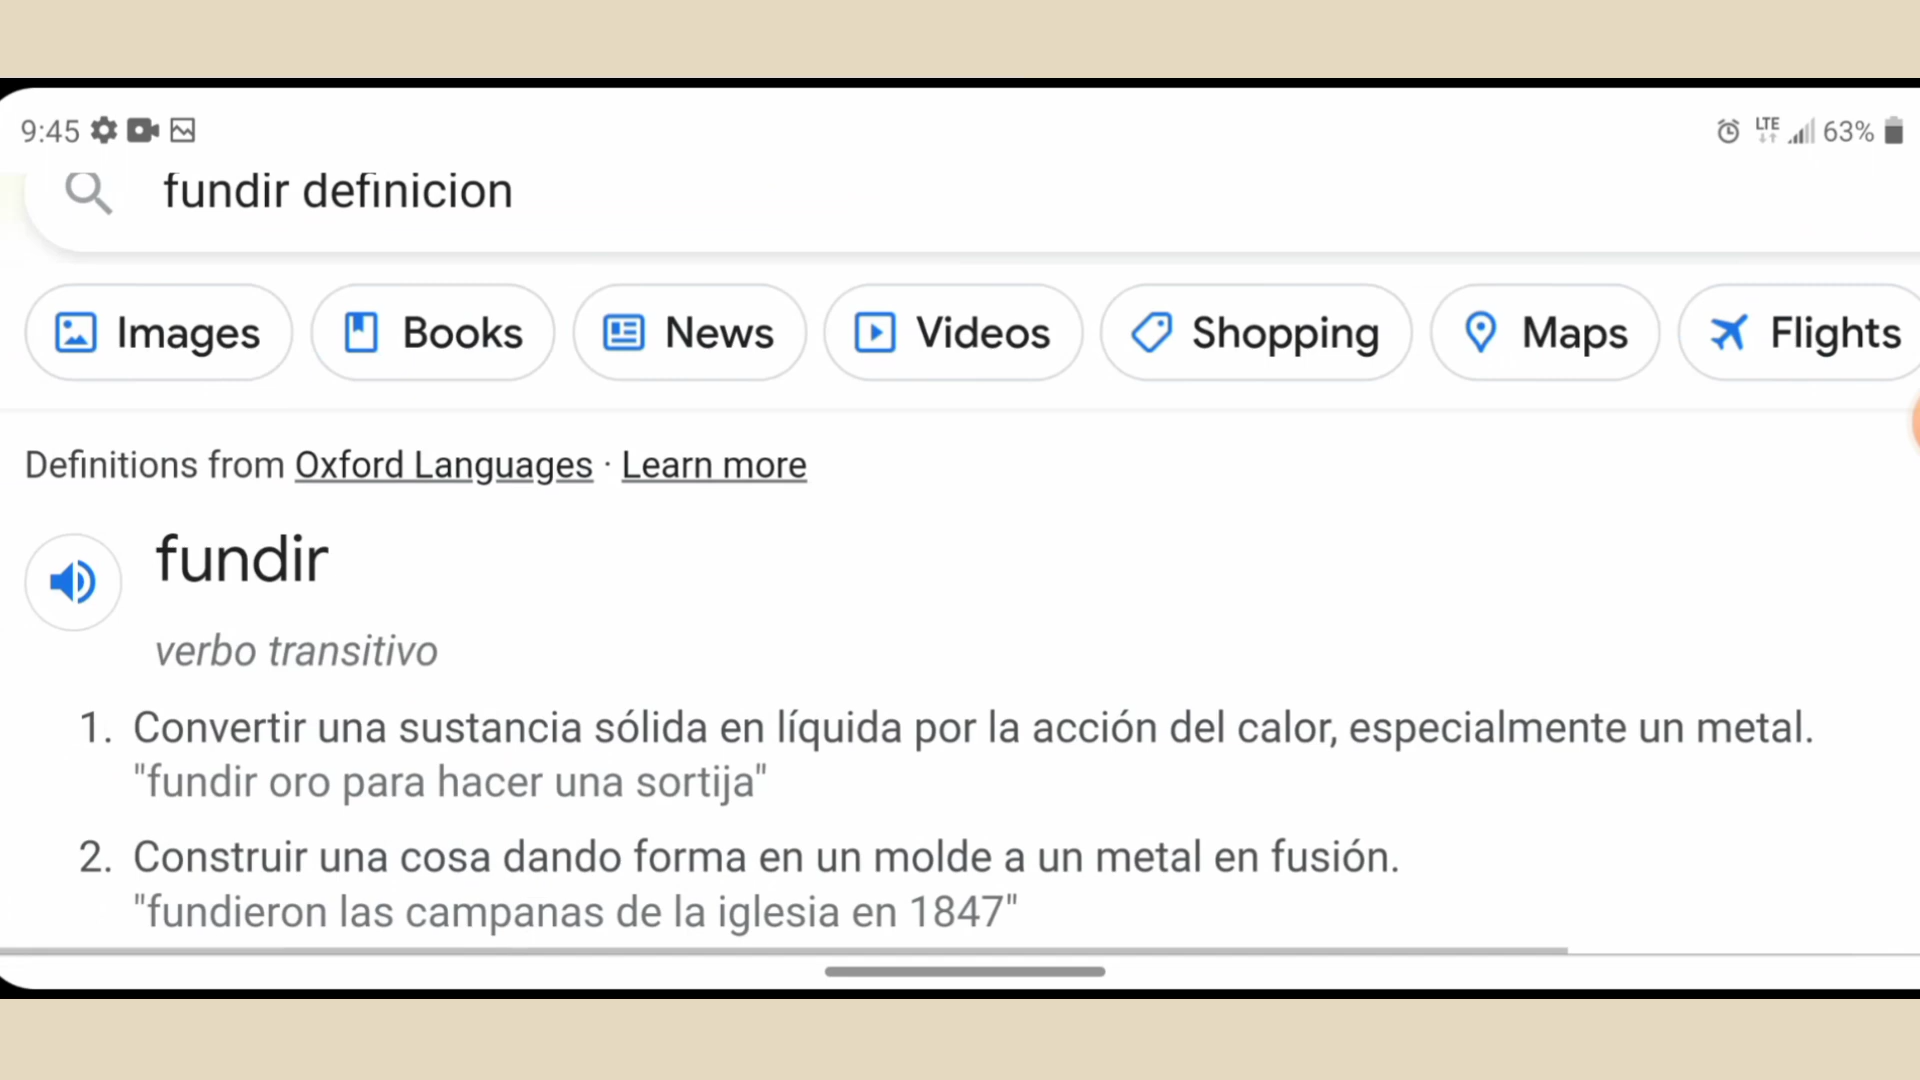 9:45 LTE 63%
fundir definicion
Images Books News Videos Shopping Maps Flights
Definitions from Oxford Languages · Learn more
fundir
verbo transitivo
1. Convertir una sustancia sólida en líquida por la acción del calor, especialmente un metal.
"fundir oro para hacer una sortija"
2. Construir una cosa dando forma en un molde a un metal en fusión.
"fundieron las campanas de la iglesia en 1847"